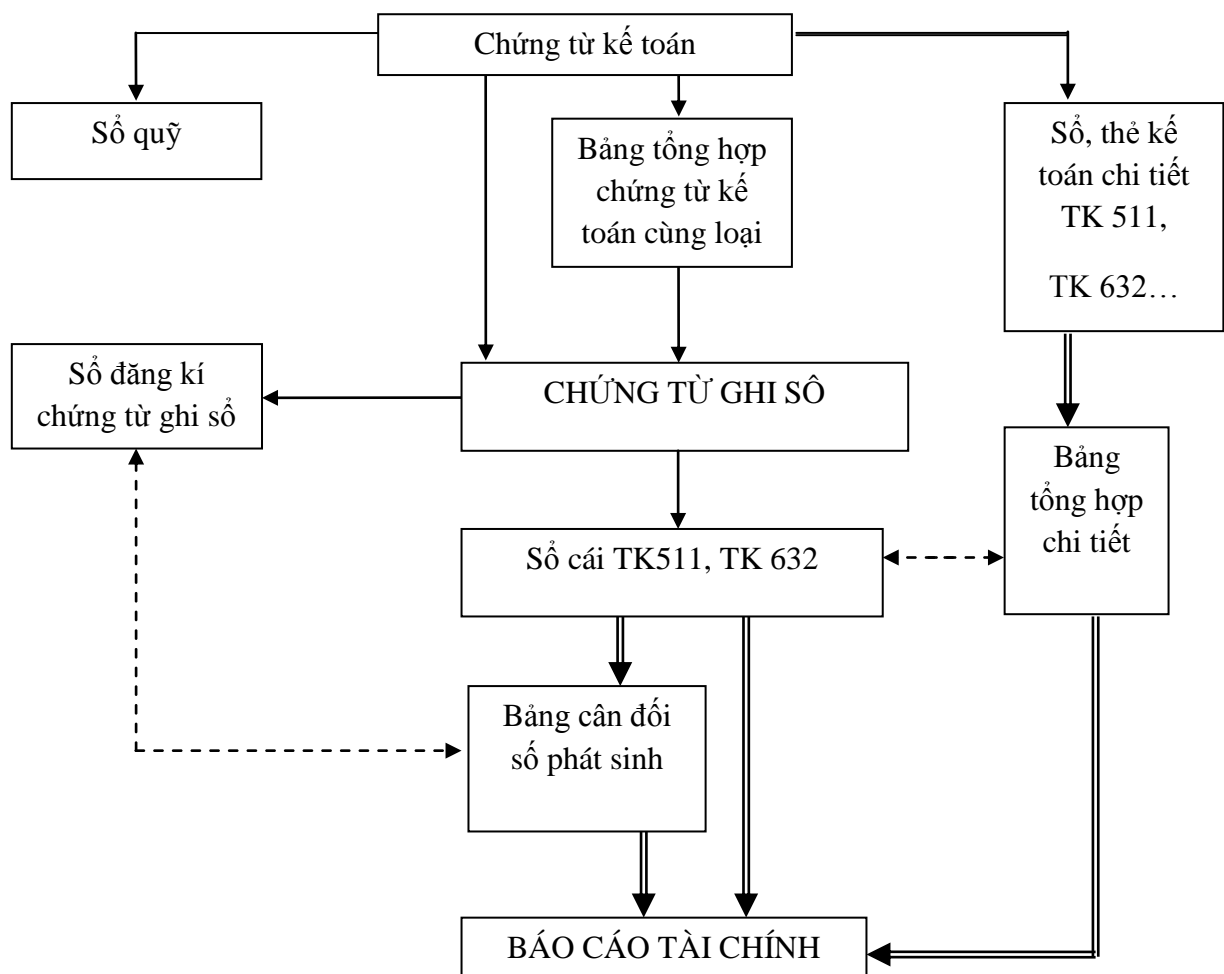 Chứng từ kế toán
Sổ quỹ
Bảng tổng hợp
chứng từ kế
toán cùng loại
Sổ, thẻ kế
toán chi tiết
TK 511,
TK 632…
Sổ đăng kí
chứng từ ghi sổ
CHỨNG TỪ GHI SÔ
Bảng
tổng hợp
chi tiết
Sổ cái TK511, TK 632
Bảng cân đối
số phát sinh
BÁO CÁO TÀI CHÍNH